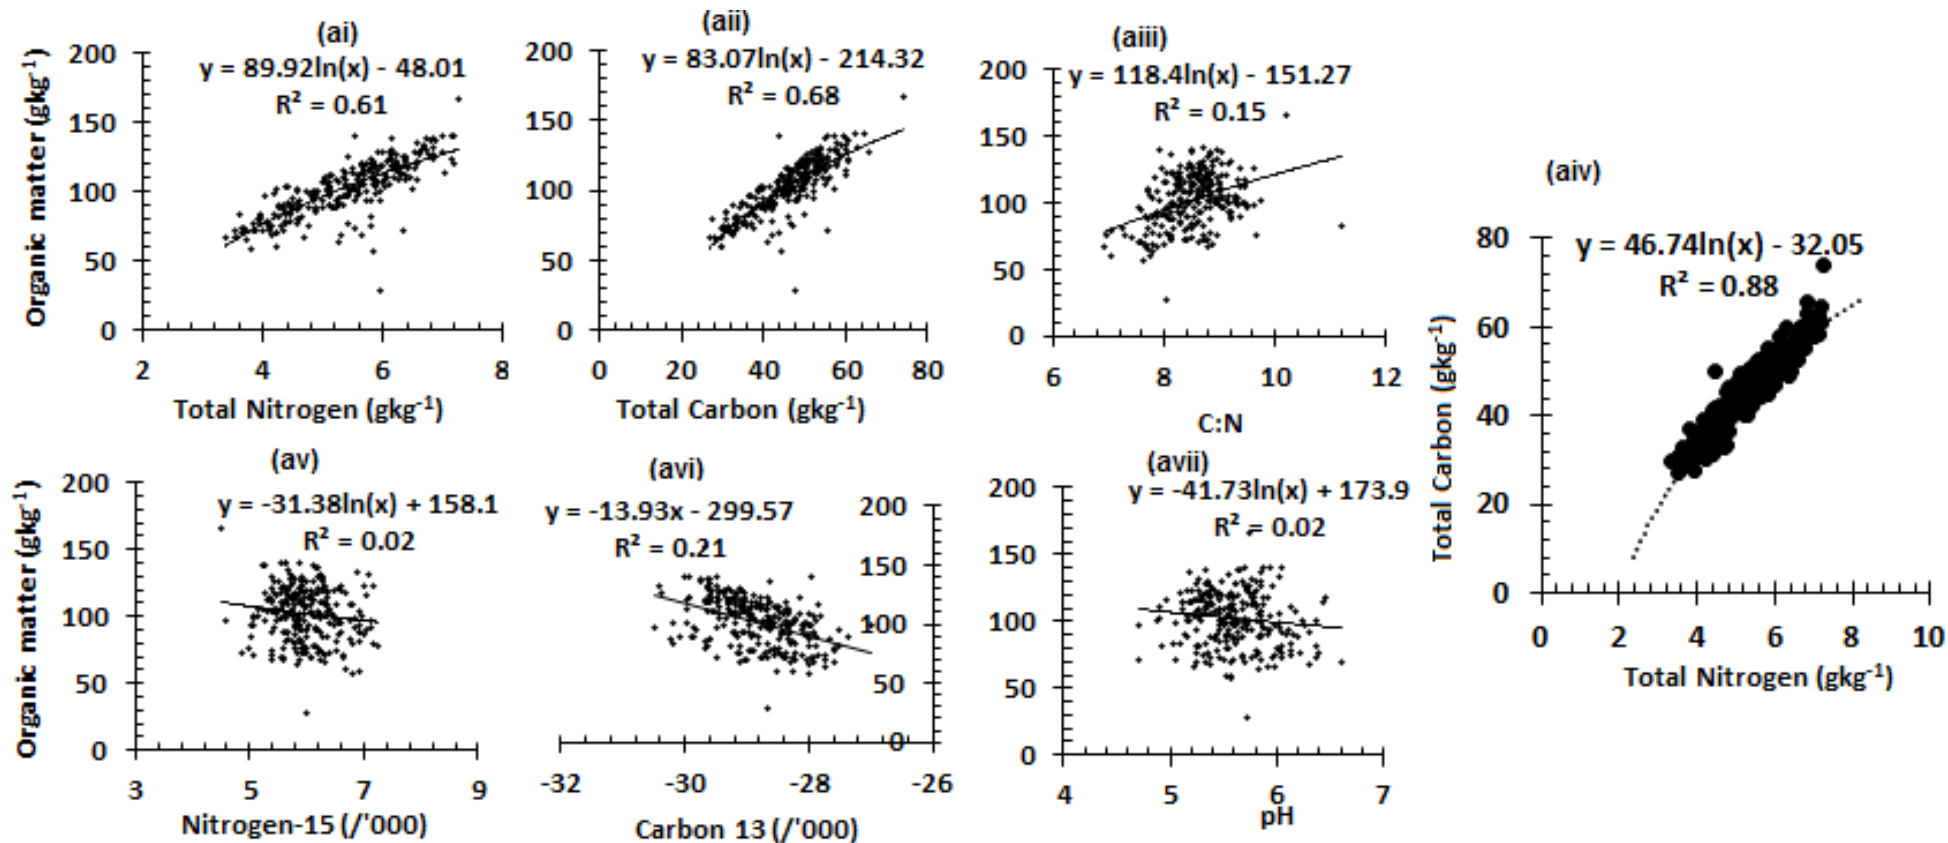 (ai)
y = 89.92ln(x) - 48.01
R² = 0.61
Organic matter (gkg⁻¹)
200
150
100
50
0
2 4 6 8
Total Nitrogen (gkg⁻¹)
(aii)
y = 83.07ln(x) - 214.32
R² = 0.68
200
150
100
50
0
0 20 40 60 80
Total Carbon (gkg⁻¹)
(aiii)
y = 118.4ln(x) - 151.27
R² = 0.15
200
150
100
50
0
6 8 10 12
C:N
(aiv)
y = 46.74ln(x) - 32.05
R² = 0.88
Total Carbon (gkg⁻¹)
80
60
40
20
0
0 2 4 6 8 10
Total Nitrogen (gkg⁻¹)
(av)
y = -31.38ln(x) + 158.1
R² = 0.02
Organic matter (gkg⁻¹)
200
150
100
50
0
3 5 7 9
Nitrogen-15 (/'000)
(avi)
y = -13.93x - 299.57
R² = 0.21
200
150
100
50
0
-32 -30 -28 -26
Carbon 13 (/'000)
(avii)
y = -41.73ln(x) + 173.9
R² = 0.02
200
150
100
50
0
4 5 6 7
pH